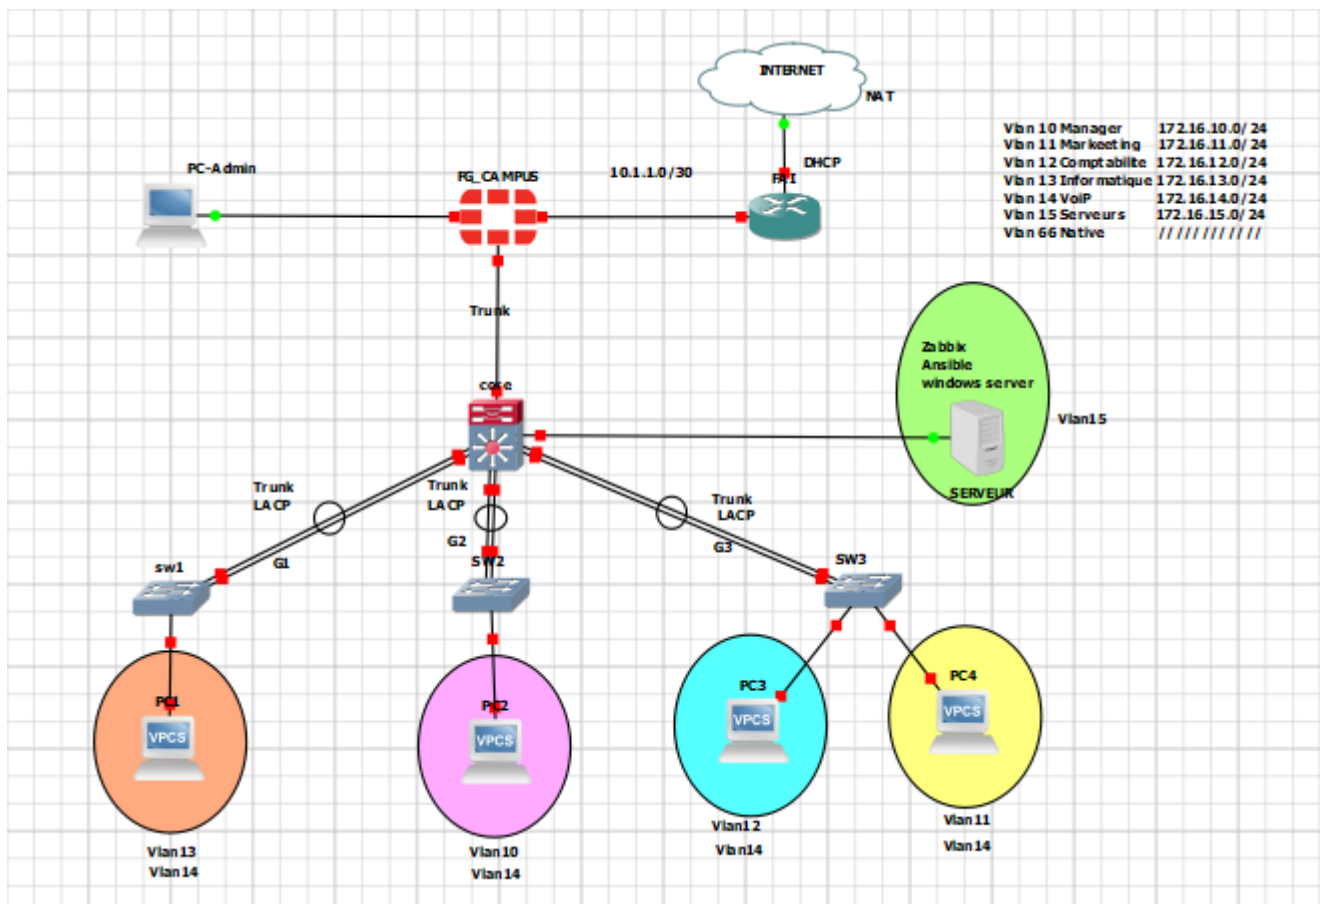 INTERNET
NAT
DHCP
FAI
10.1.1.0/30
PC-Admin
FG_CAMPUS
Vlan 10 Manager 172.16.10.0/24
Vlan 11 Markeeting 172.16.11.0/24
Vlan 12 Comptabilite 172.16.12.0/24
Vlan 13 Informatique 172.16.13.0/24
Vlan 14 VoiP 172.16.14.0/24
Vlan 15 Serveurs 172.16.15.0/24
Vlan 66 Native ////////////
Trunk
core
Zabbix
Ansible
windows server
Vlan15
SERVEUR
Trunk
LACP
G1
Trunk
LACP
G2
Trunk
LACP
G3
sw1
SW2
SW3
PC1
VPCS
Vlan13
Vlan14
PC2
VPCS
Vlan10
Vlan14
PC3
VPCS
Vlan12
Vlan14
PC4
VPCS
Vlan11
Vlan14